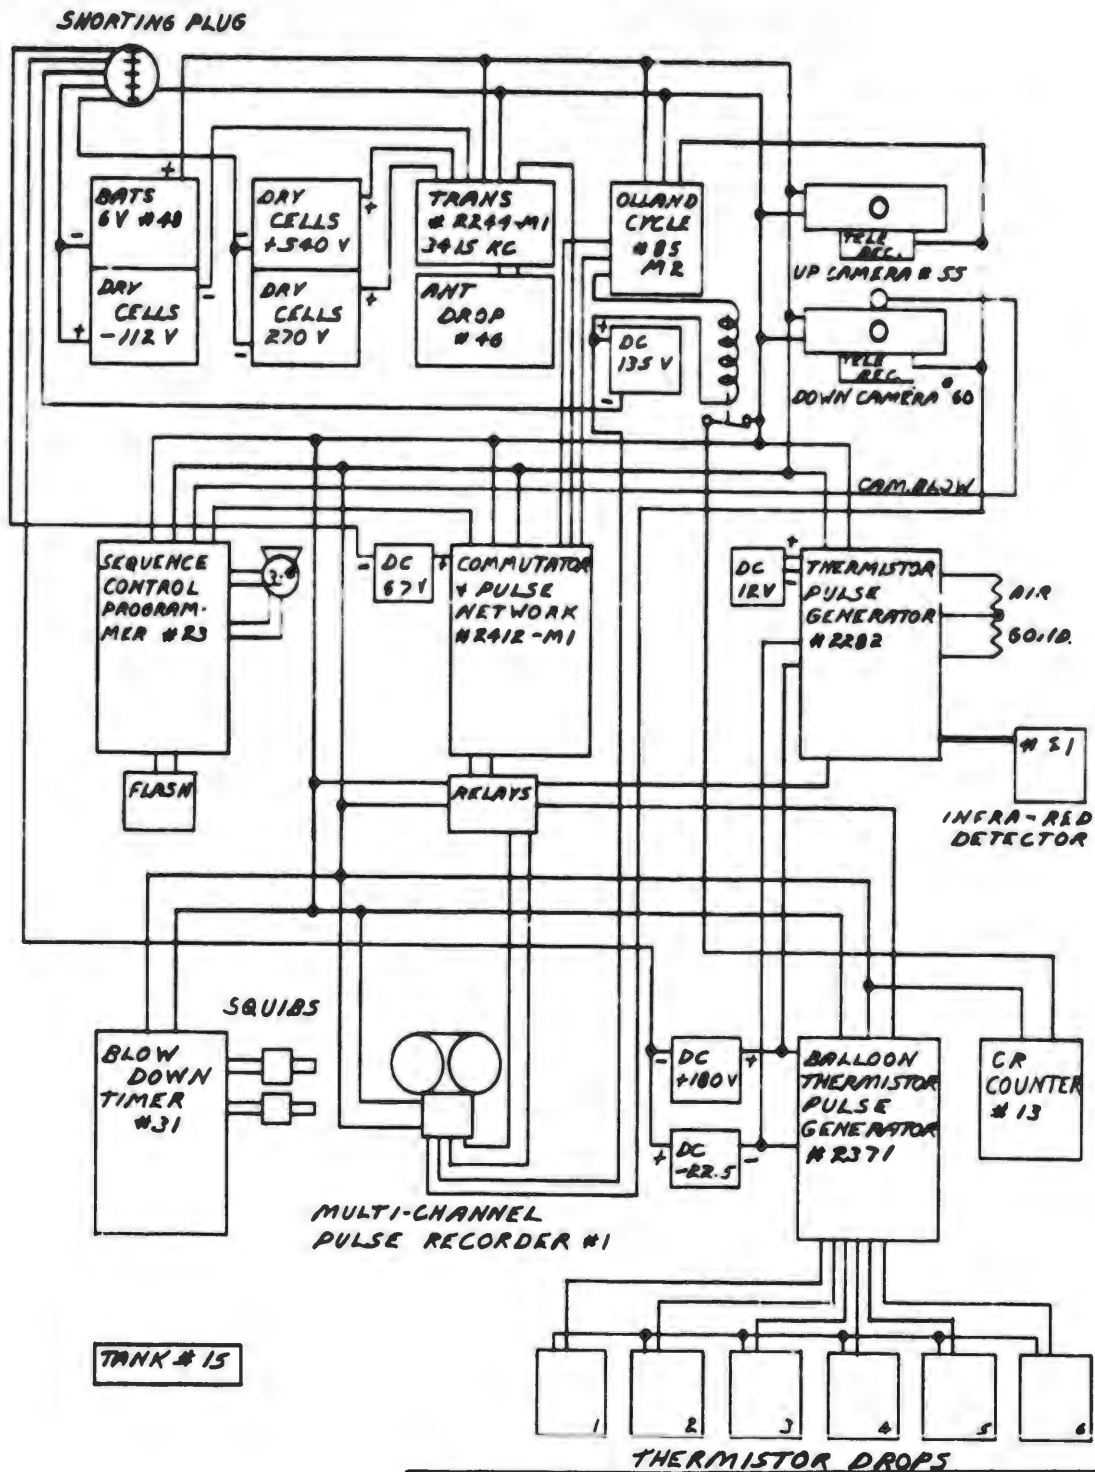 SHORTING PLUG
+
BATS
6V #48
-
DRY
CELLS
-112 V
+
-
DRY
CELLS
+540 V
-
+
DRY
CELLS
270 V
-
+
TRANS
# 2244-M1
3415 KC
ANT
DROP
#46
OLLAND
CYCLE
#85
M2
+
DC
135 V
-
TELE
REC.
UP CAMERA # 55
TELE
REC.
DOWN CAMERA #60
CAM. BLOW
SEQUENCE
CONTROL
PROGRAM-
MER #23
FLASH
-
DC
67V
+
COMMUTATOR
+ PULSE
NETWORK
#2412-M1
RELAYS
DC
12V
+
-
THERMISTOR
PULSE
GENERATOR
#2282
AIR
GOND.
INFRA-RED
DETECTOR
SQUIBS
BLOW
DOWN
TIMER
#31
MULTI-CHANNEL
PULSE RECORDER #1
-
DC
+180V
+
+
DC
-22.5
-
BALLOON
THERMISTOR
PULSE
GENERATOR
#2371
CR
COUNTER
#13
TANK # 15
1
2
3
4
5
6
THERMISTOR DROPS